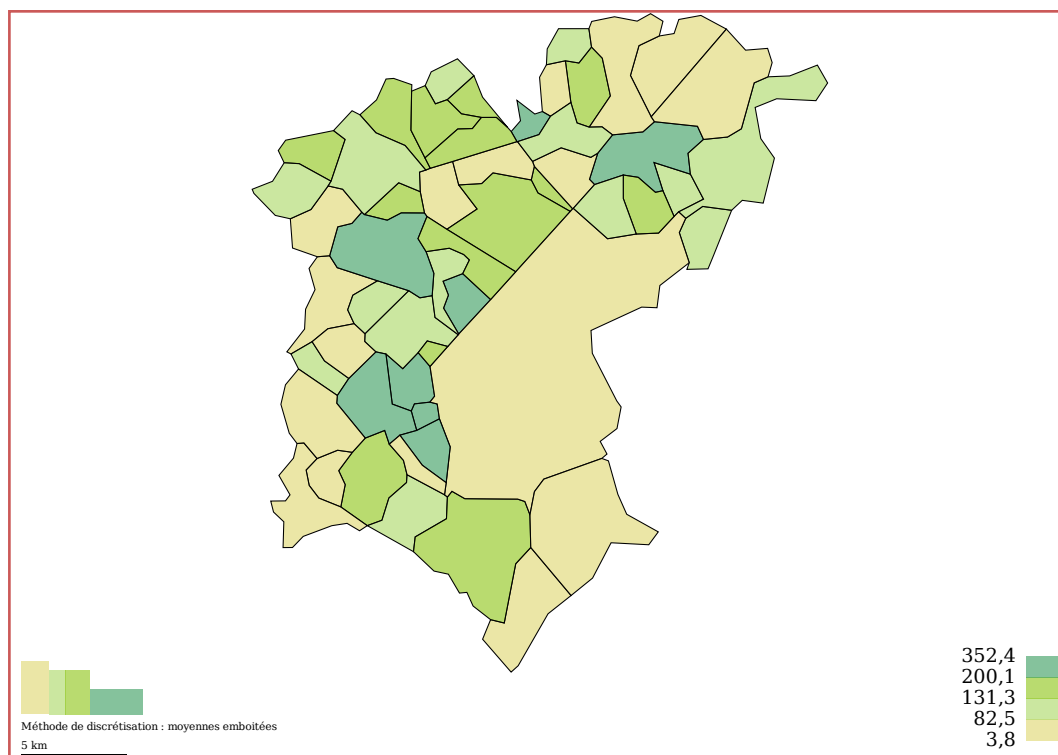 352,4
200,1
131,3
82,5
3,8
Méthode de discrétisation : moyennes emboitées
5 km